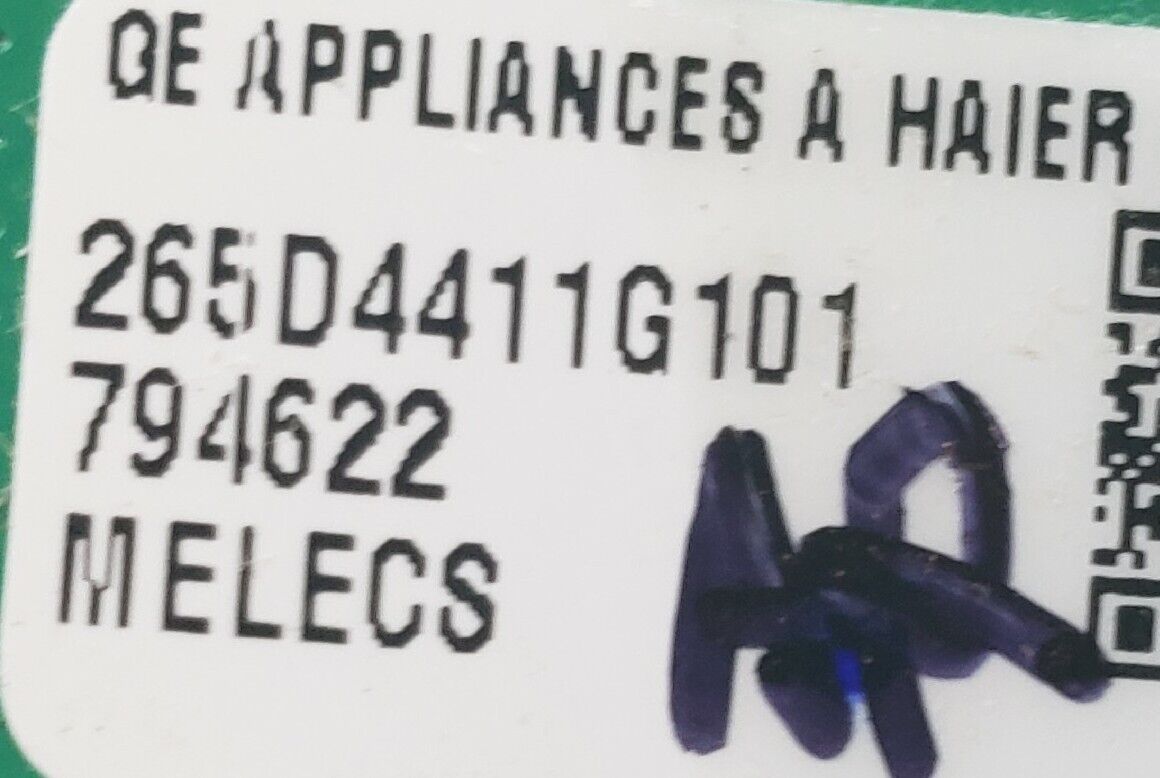 GE APPLIANCES A HAIER
265D4411G101
794622
MELECS